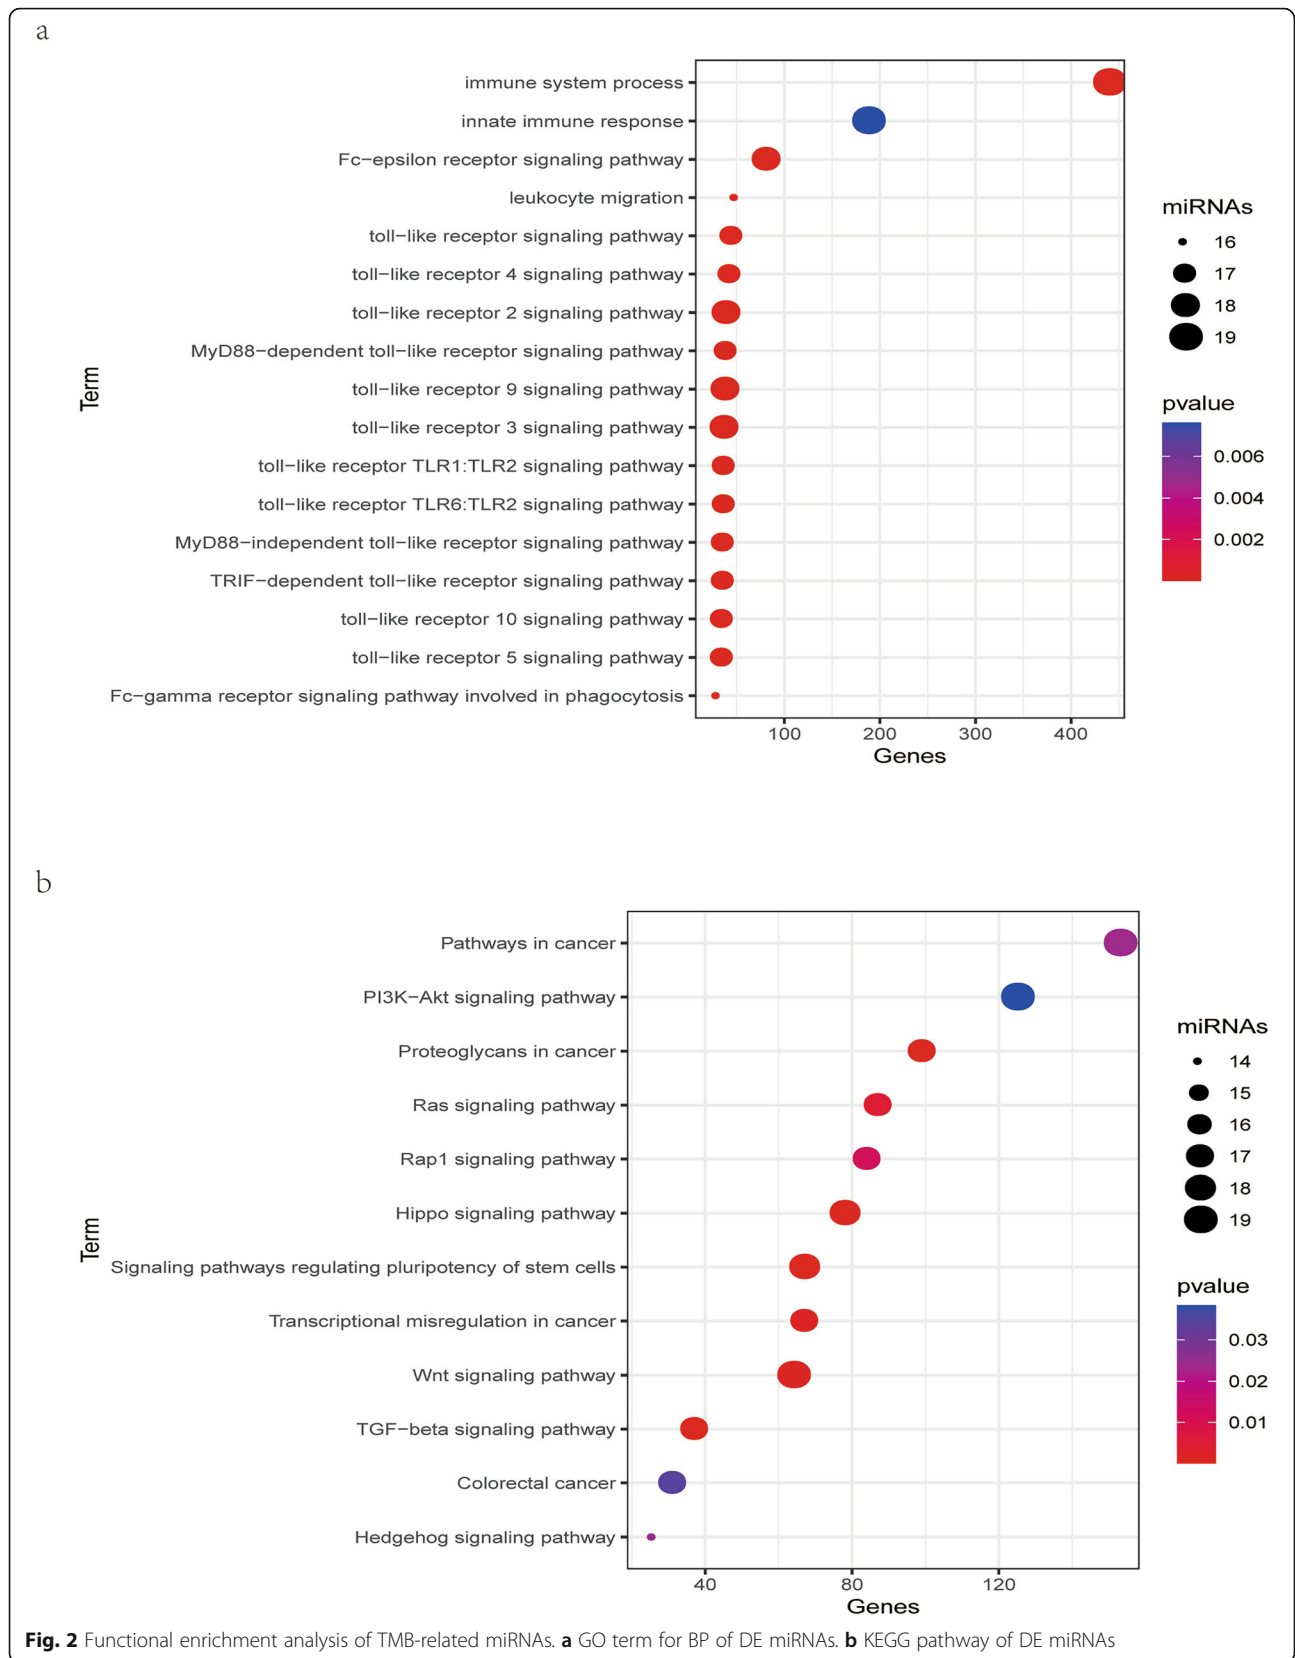 a
immune system process
innate immune response
Fc−epsilon receptor signaling pathway
leukocyte migration
toll−like receptor signaling pathway
toll−like receptor 4 signaling pathway
toll−like receptor 2 signaling pathway
MyD88−dependent toll−like receptor signaling pathway
toll−like receptor 9 signaling pathway
toll−like receptor 3 signaling pathway
toll−like receptor TLR1:TLR2 signaling pathway
toll−like receptor TLR6:TLR2 signaling pathway
MyD88−independent toll−like receptor signaling pathway
TRIF−dependent toll−like receptor signaling pathway
toll−like receptor 10 signaling pathway
toll−like receptor 5 signaling pathway
Fc−gamma receptor signaling pathway involved in phagocytosis
Term
100 200 300 400
Genes
miRNAs
16
17
18
19
pvalue
0.006
0.004
0.002
b
Pathways in cancer
PI3K−Akt signaling pathway
Proteoglycans in cancer
Ras signaling pathway
Rap1 signaling pathway
Hippo signaling pathway
Signaling pathways regulating pluripotency of stem cells
Transcriptional misregulation in cancer
Wnt signaling pathway
TGF−beta signaling pathway
Colorectal cancer
Hedgehog signaling pathway
Term
40 80 120
Genes
miRNAs
14
15
16
17
18
19
pvalue
0.03
0.02
0.01
Fig. 2 Functional enrichment analysis of TMB-related miRNAs. a GO term for BP of DE miRNAs. b KEGG pathway of DE miRNAs